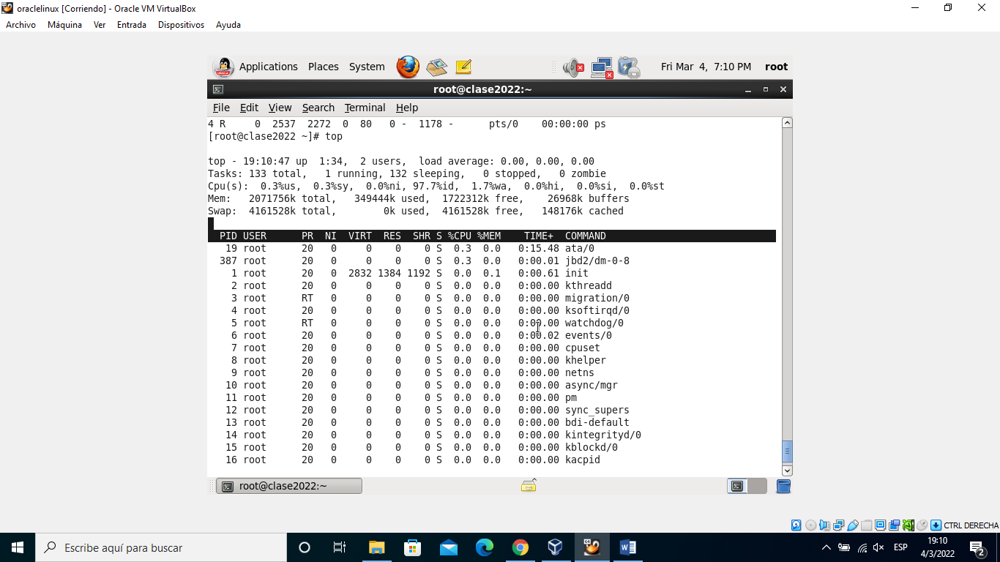 oraclelinux [Corriendo] - Oracle VM VirtualBox
Archivo Máquina Ver Entrada Dispositivos Ayuda
Applications Places System Fri Mar 4, 7:10 PM root
root@clase2022:~
File Edit View Search Terminal Help
4 R     0  2537  2272  0  80   0 -  1178 -      pts/0    00:00:00 ps
[root@clase2022 ~]# top
top - 19:10:47 up  1:34,  2 users,  load average: 0.00, 0.00, 0.00
Tasks: 133 total,   1 running, 132 sleeping,   0 stopped,   0 zombie
Cpu(s):  0.3%us,  0.3%sy,  0.0%ni, 97.7%id,  1.7%wa,  0.0%hi,  0.0%si,  0.0%st
Mem:   2071756k total,   349444k used,  1722312k free,    26968k buffers
Swap:  4161528k total,        0k used,  4161528k free,   148176k cached
  PID USER      PR  NI  VIRT  RES  SHR S %CPU %MEM    TIME+  COMMAND
   19 root      20   0     0    0    0 S  0.3  0.0   0:15.48 ata/0
  387 root      20   0     0    0    0 S  0.3  0.0   0:00.01 jbd2/dm-0-8
    1 root      20   0  2832 1384 1192 S  0.0  0.1   0:00.61 init
    2 root      20   0     0    0    0 S  0.0  0.0   0:00.00 kthreadd
    3 root      RT   0     0    0    0 S  0.0  0.0   0:00.00 migration/0
    4 root      20   0     0    0    0 S  0.0  0.0   0:00.00 ksoftirqd/0
    5 root      RT   0     0    0    0 S  0.0  0.0   0:00.00 watchdog/0
    6 root      20   0     0    0    0 S  0.0  0.0   0:00.02 events/0
    7 root      20   0     0    0    0 S  0.0  0.0   0:00.00 cpuset
    8 root      20   0     0    0    0 S  0.0  0.0   0:00.00 khelper
    9 root      20   0     0    0    0 S  0.0  0.0   0:00.00 netns
   10 root      20   0     0    0    0 S  0.0  0.0   0:00.00 async/mgr
   11 root      20   0     0    0    0 S  0.0  0.0   0:00.00 pm
   12 root      20   0     0    0    0 S  0.0  0.0   0:00.00 sync_supers
   13 root      20   0     0    0    0 S  0.0  0.0   0:00.00 bdi-default
   14 root      20   0     0    0    0 S  0.0  0.0   0:00.00 kintegrityd/0
   15 root      20   0     0    0    0 S  0.0  0.0   0:00.00 kblockd/0
   16 root      20   0     0    0    0 S  0.0  0.0   0:00.00 kacpid
root@clase2022:~
CTRL DERECHA
Escribe aquí para buscar
ESP
19:10
4/3/2022
2